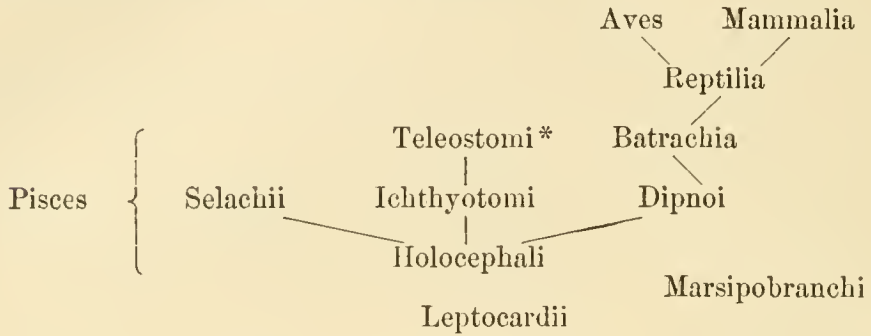 Aves Mammalia
Reptilia
Teleostomi * Batrachia
Pisces Selachii Ichthyotomi Dipnoi
Holocephali
Marsipobranchi
Leptocardii